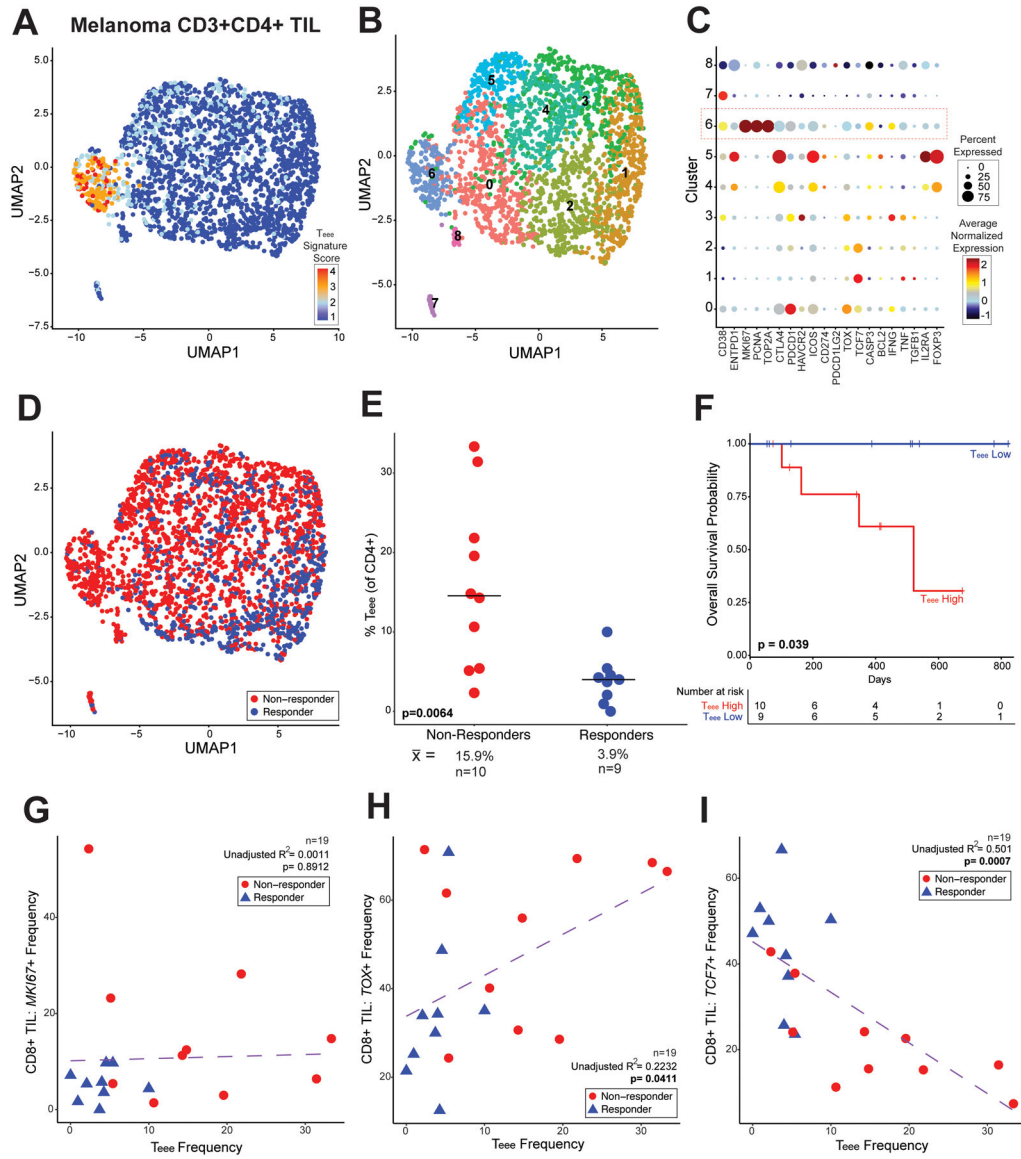 A
Melanoma CD3+CD4+ TIL
UMAP2
5.0
2.5
0.0
−2.5
−5.0
−7.5
−10
−5
0
5
10
UMAP1
Teee
Signature
Score
4
3
2
1
B
UMAP2
2.5
0.0
−2.5
−5.0
−10
−5
0
5
UMAP1
5
3
4
6
0
1
2
8
7
C
Cluster
8
7
6
5
4
3
2
1
0
CD38
ENTPD1
MKI67
PCNA
TOP2A
CTLA4
PDCD1
HAVCR2
ICOS
CD274
PDCD1LG2
TOX
TCF7
CASP3
BCL2
IFNG
TNF
TGFB1
IL2RA
FOXP3
Percent
Expressed
0
25
50
75
Average
Normalized
Expression
2
1
0
-1
D
UMAP2
2.5
0.0
−2.5
−5.0
−10
−5
0
5
UMAP1
Non−responder
Responder
E
% Teee (of CD4+)
30
20
10
0
p=0.0064
Non-Responders
Responders
x̄ =
15.9%
3.9%
n=10
n=9
F
Overall Survival Probability
1.00
0.75
0.50
0.25
0.00
Teee Low
Teee High
p = 0.039
0
200
400
600
800
Days
Number at risk
Teee High 10 6 4 1 0
Teee Low 9 6 5 2 1
G
CD8+ TIL: MKI67+ Frequency
40
20
0
0
10
20
30
Teee Frequency
n=19
Unadjusted R2= 0.0011
p= 0.8912
Non−responder
Responder
H
CD8+ TIL: TOX+ Frequency
60
40
20
0
10
20
30
Teee Frequency
n=19
Unadjusted R2= 0.2232
p= 0.0411
Non−responder
Responder
I
CD8+ TIL: TCF7+ Frequency
60
40
20
0
10
20
30
Teee Frequency
n=19
Unadjusted R2= 0.501
p= 0.0007
Non−responder
Responder